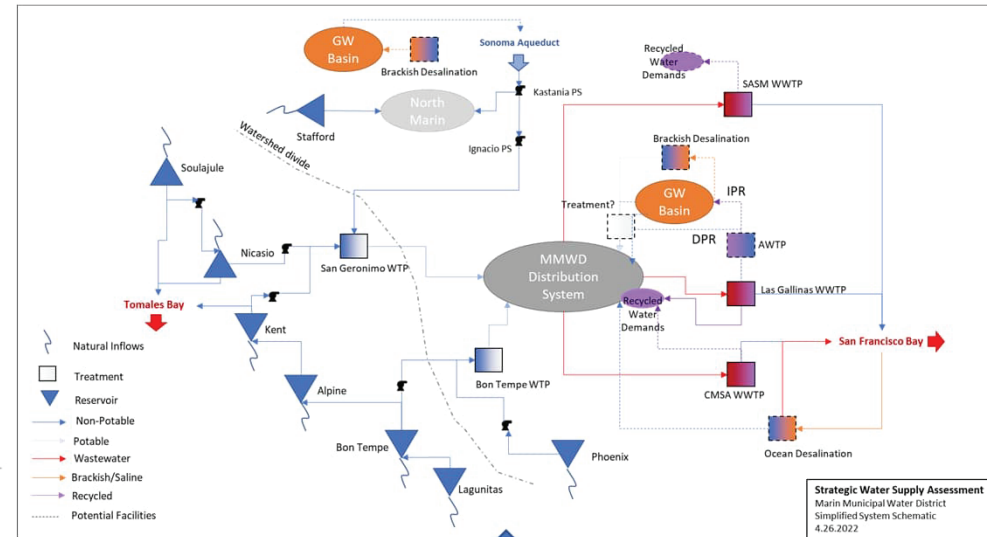 GW
Basin
Brackish Desalination
Sonoma Aqueduct
Kastania PS
North
Marin
Stafford
Ignacio PS
Watershed divide
Recycled
Water
Demands
SASM WWTP
Brackish Desalination
GW
Basin
IPR
Treatment?
DPR
AWTP
Soulajule
Nicasio
San Geronimo WTP
MMWD
Distribution
System
Las Gallinas WWTP
Recycled
Water
Demands
Tomales Bay
Kent
San Francisco Bay
Bon Tempe WTP
CMSA WWTP
Alpine
Bon Tempe
Phoenix
Lagunitas
Ocean Desalination
Natural Inflows
Treatment
Reservoir
Non-Potable
Potable
Wastewater
Brackish/Saline
Recycled
Potential Facilities
Strategic Water Supply Assessment
Marin Municipal Water District
Simplified System Schematic
4.26.2022